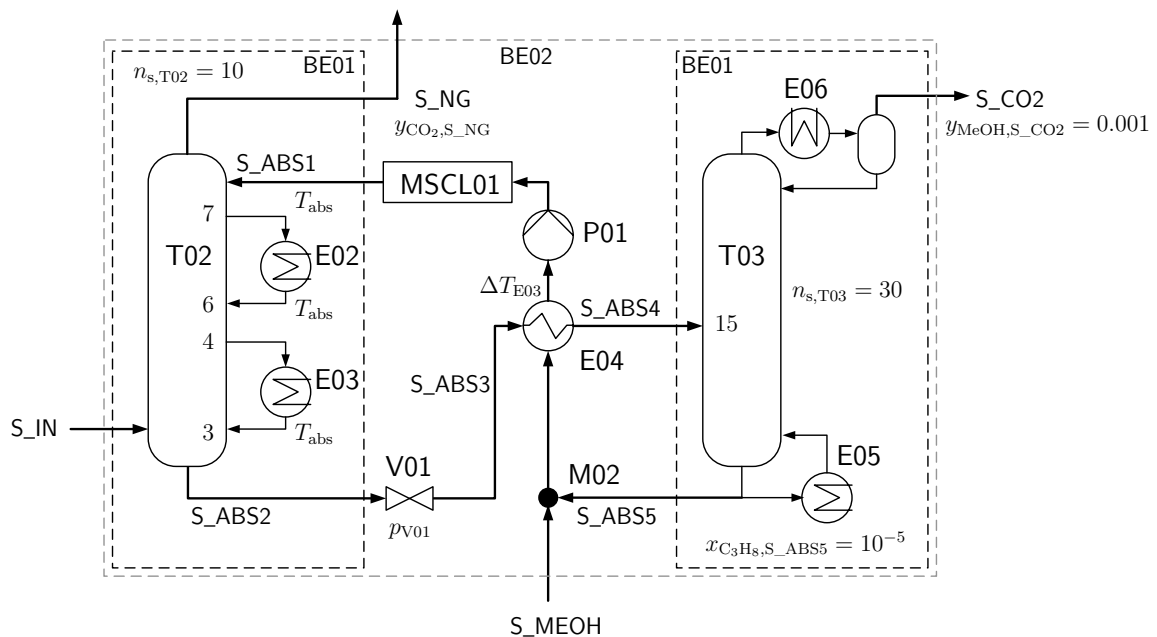 n_s,T02 = 10
BE01
BE02
BE01
S_NG
y_CO₂,S_NG
E06
S_CO2
y_MeOH,S_CO2 = 0.001
S_ABS1
MSCL01
T_abs
7
T02
E02
P01
T03
6
T_abs
ΔT_E03
S_ABS4
n_s,T03 = 30
4
15
E04
S_ABS3
E03
S_IN
3
T_abs
V01
M02
E05
S_ABS2
p_V01
S_ABS5
x_C₃H₈,S_ABS5 = 10⁻⁵
S_MEOH